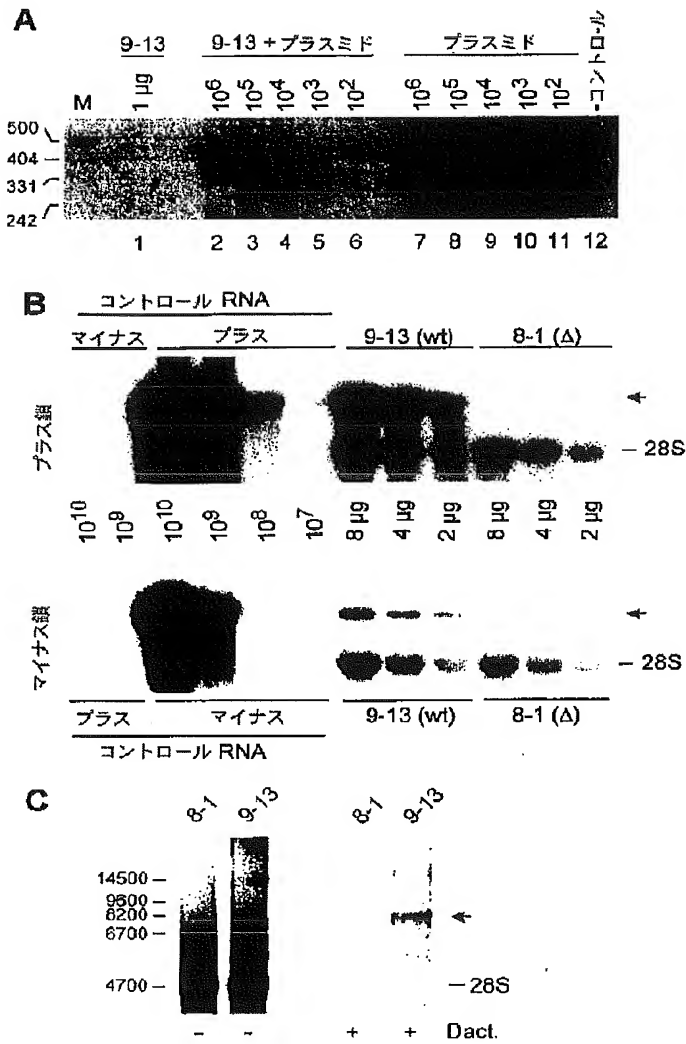 A
9-13
9-13 + プラスミド
プラスミド
-コントロール
M
1 µg
10⁶
10⁵
10⁴
10³
10²
10⁶
10⁵
10⁴
10³
10²
500
404
331
242
1 2 3 4 5 6 7 8 9 10 11 12
B
コントロール RNA
マイナス プラス 9-13 (wt) 8-1 (Δ)
プラス鎖
28S
10¹⁰
10⁹
10¹⁰
10⁹
10⁸
10⁷
8 µg
4 µg
2 µg
8 µg
4 µg
2 µg
マイナス鎖
28S
プラス マイナス 9-13 (wt) 8-1 (Δ)
コントロール RNA
C
8-1
9-13
8-1
9-13
14500
9600
8200
6700
4700
28S
- - + + Dact.